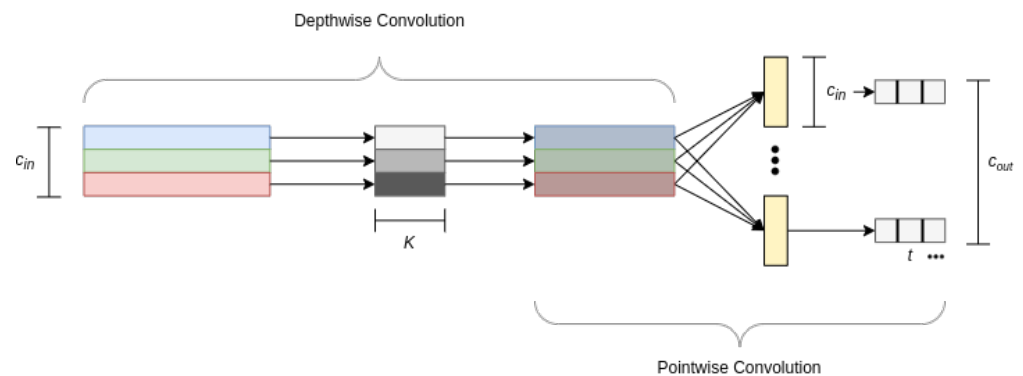 Depthwise Convolution
c_in
K
c_in
c_out
t •••
Pointwise Convolution